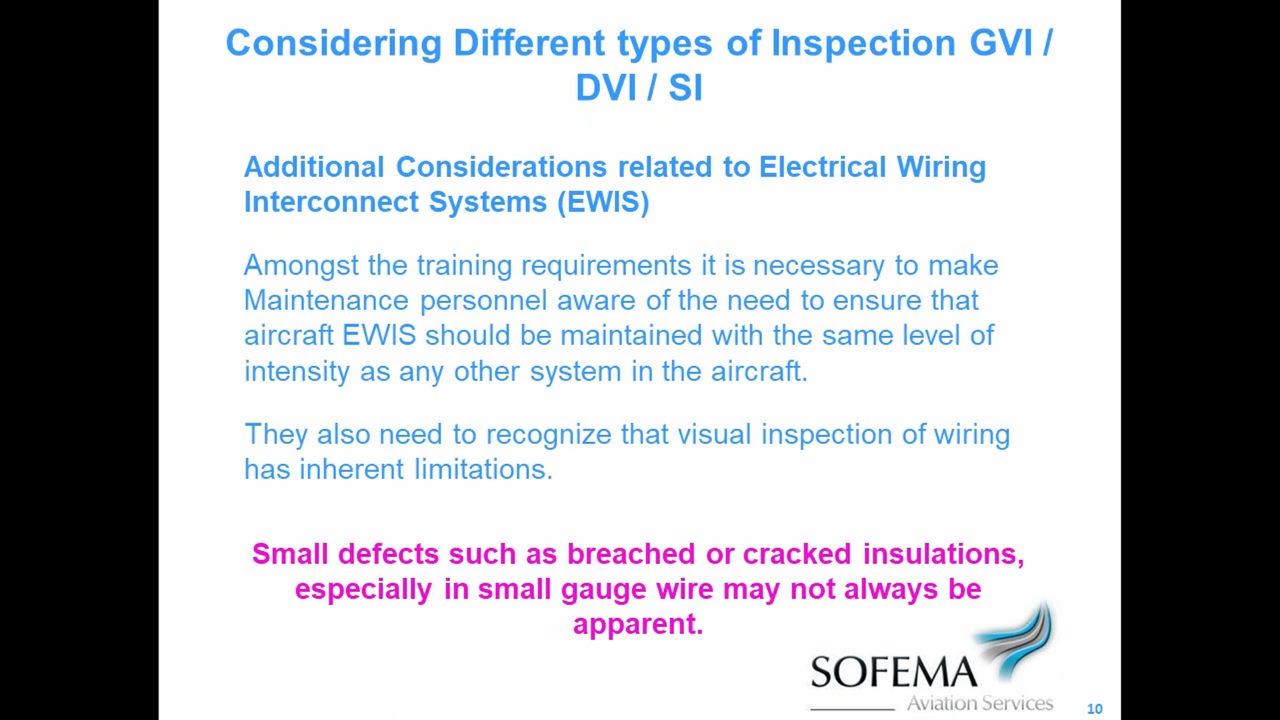 Considering Different types of Inspection GVI /
DVI / SI
Additional Considerations related to Electrical Wiring
Interconnect Systems (EWIS)
Amongst the training requirements it is necessary to make
Maintenance personnel aware of the need to ensure that
aircraft EWIS should be maintained with the same level of
intensity as any other system in the aircraft.
They also need to recognize that visual inspection of wiring
has inherent limitations.
Small defects such as breached or cracked insulations,
especially in small gauge wire may not always be
apparent.
SOFEMA
Aviation Services
10